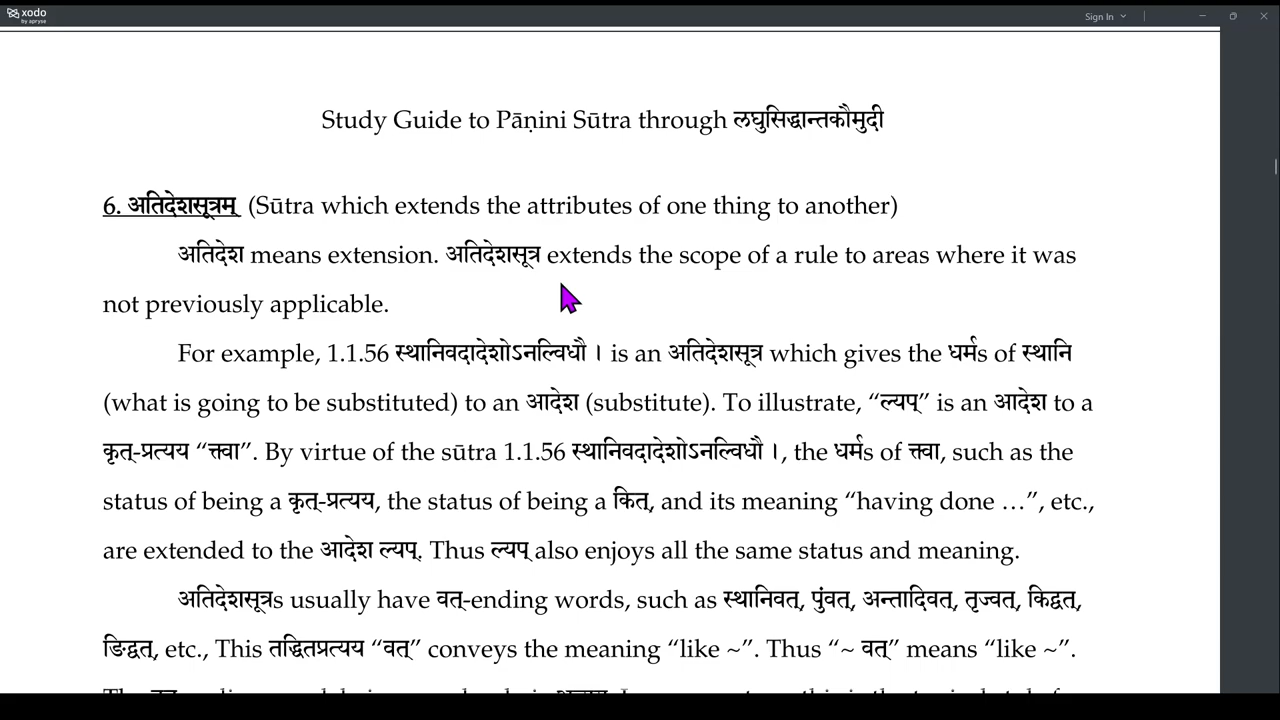 xodo
by apryse
Sign In
Study Guide to Pāṇini Sūtra through लघुसिद्धान्तकौमुदी
6. अतिदेशसूत्रम् (Sūtra which extends the attributes of one thing to another)
अतिदेश means extension. अतिदेशसूत्र extends the scope of a rule to areas where it was
not previously applicable.
For example, 1.1.56 स्थानिवदादेशोऽनल्विधौ । is an अतिदेशसूत्र which gives the धर्मs of स्थानि
(what is going to be substituted) to an आदेश (substitute). To illustrate, “ल्यप्” is an आदेश to a
कृत्-प्रत्यय “क्त्वा”. By virtue of the sūtra 1.1.56 स्थानिवदादेशोऽनल्विधौ ।, the धर्मs of क्त्वा, such as the
status of being a कृत्-प्रत्यय, the status of being a कित्, and its meaning “having done …”, etc.,
are extended to the आदेश ल्यप्. Thus ल्यप् also enjoys all the same status and meaning.
अतिदेशसूत्रs usually have वत्-ending words, such as स्थानिवत्, पुंवत्, अन्तादिवत्, तृज्वत्, किद्वत्,
ङिद्वत्, etc., This तद्धितप्रत्यय “वत्” conveys the meaning “like ~”. Thus “~ वत्” means “like ~”.